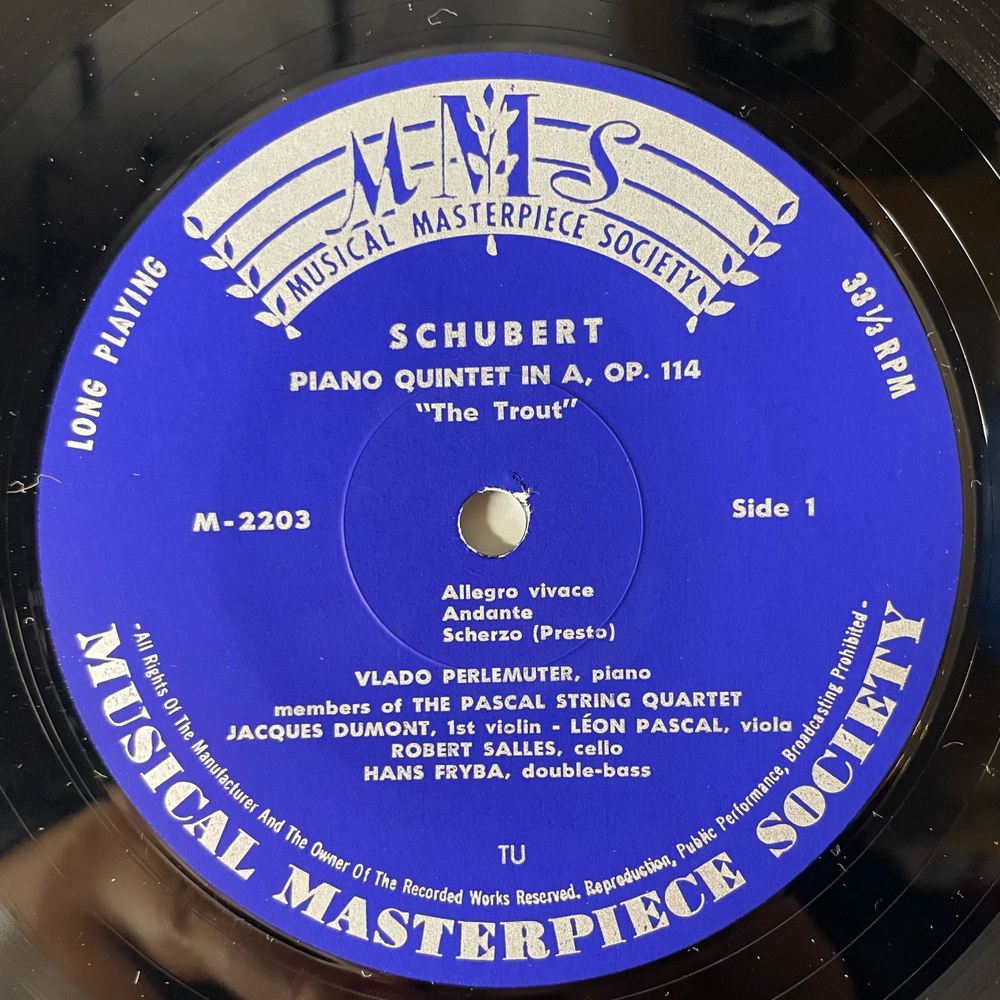 MMS
MUSICAL MASTERPIECE SOCIETY
LONG PLAYING
33 1/3 RPM
SCHUBERT
PIANO QUINTET IN A, OP. 114
"The Trout"
M-2203
Side 1
Allegro vivace
Andante
Scherzo (Presto)
VLADO PERLEMUTER, piano
members of THE PASCAL STRING QUARTET
JACQUES DUMONT, 1st violin - LÉON PASCAL, viola
ROBERT SALLES, cello
HANS FRYBA, double-bass
TU
- All Rights Of The Manufacturer And The Owner Of The Recorded Works Reserved. Reproduction, Public Performance, Broadcasting Prohibited -
MUSICAL MASTERPIECE SOCIETY